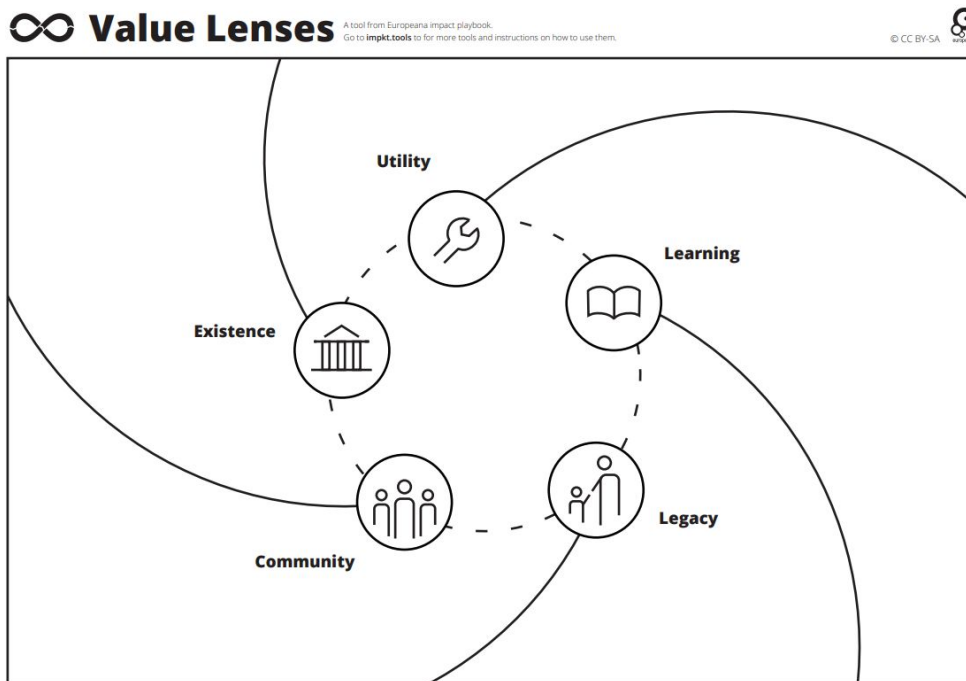 Value Lenses
A tool from Europeana impact playbook.
Go to impkt.tools to for more tools and instructions on how to use them.
© CC BY-SA
Utility
Learning
Existence
Legacy
Community